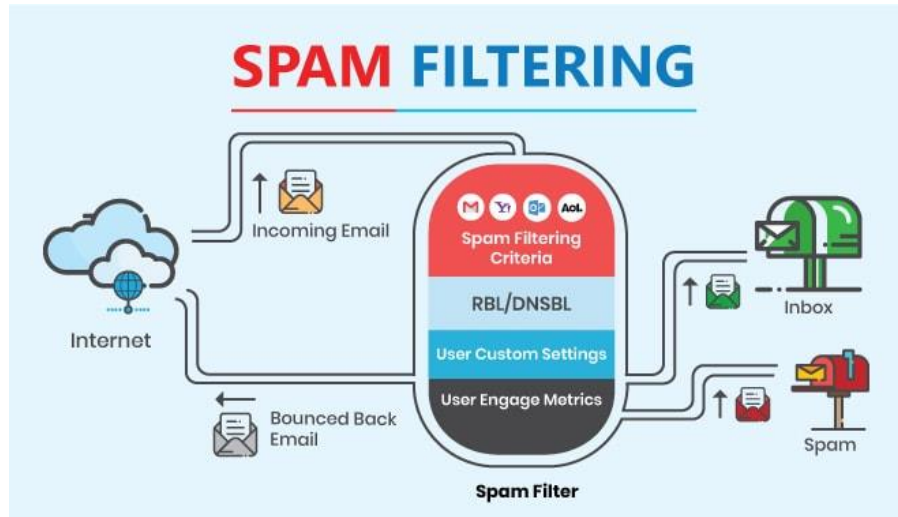 SPAM FILTERING
Incoming Email
M Y! AOL
Spam Filtering
Criteria
RBL/DNSBL
User Custom Settings
User Engage Metrics
Internet
Bounced Back
Email
Inbox
Spam
Spam Filter